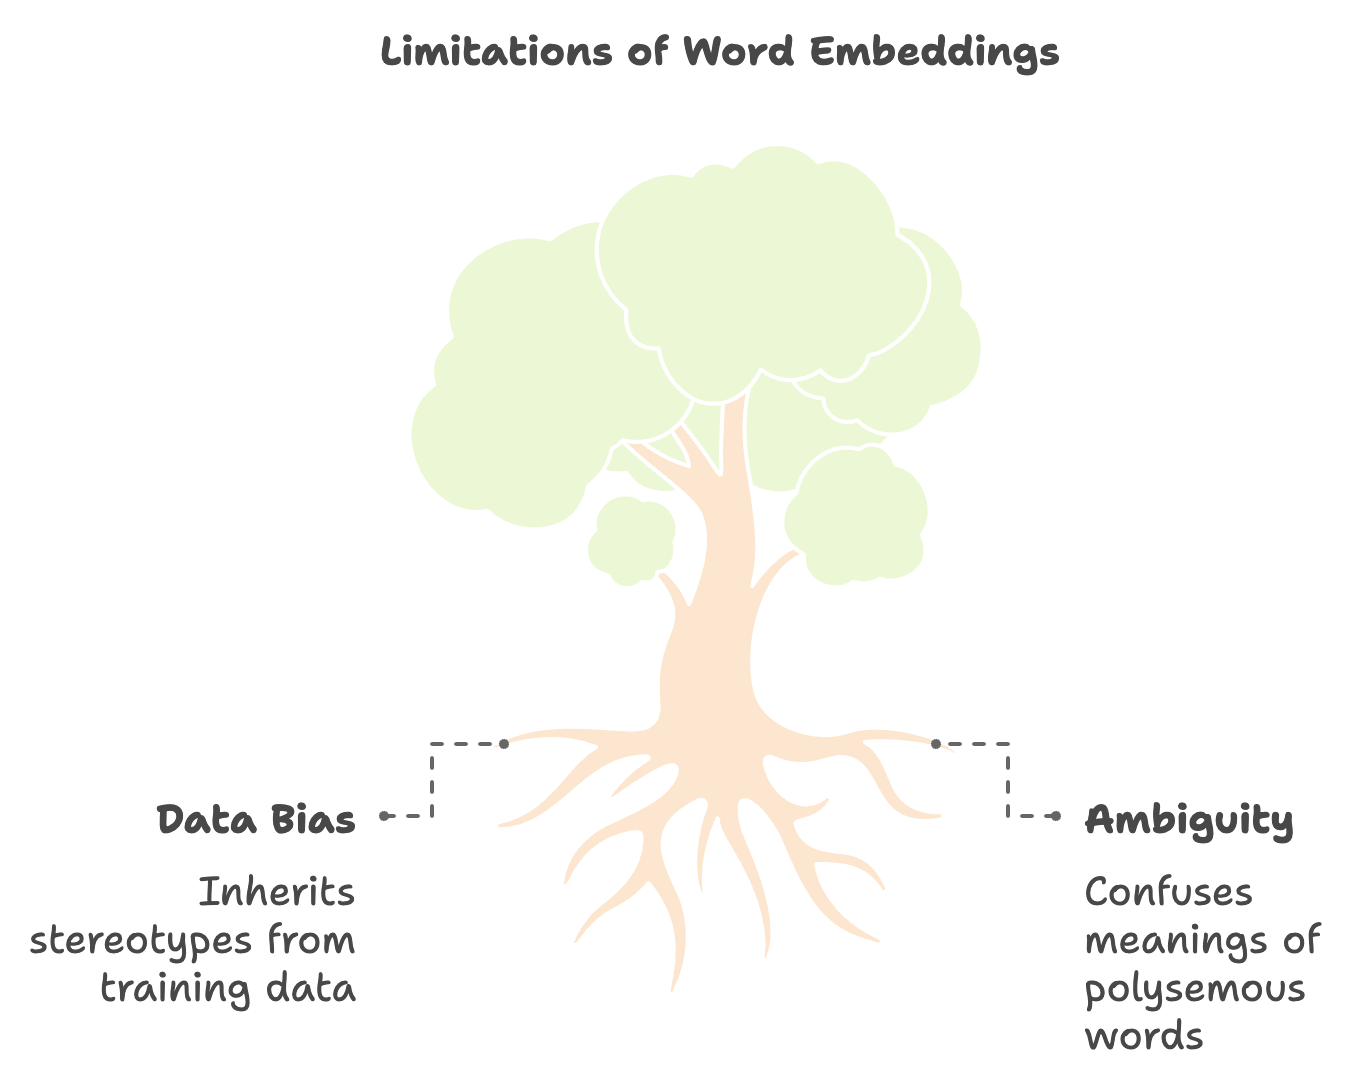 Limitations of Word Embeddings
Data Bias
Inherits
stereotypes from
training data
Ambiguity
Confuses
meanings of
polysemous
words